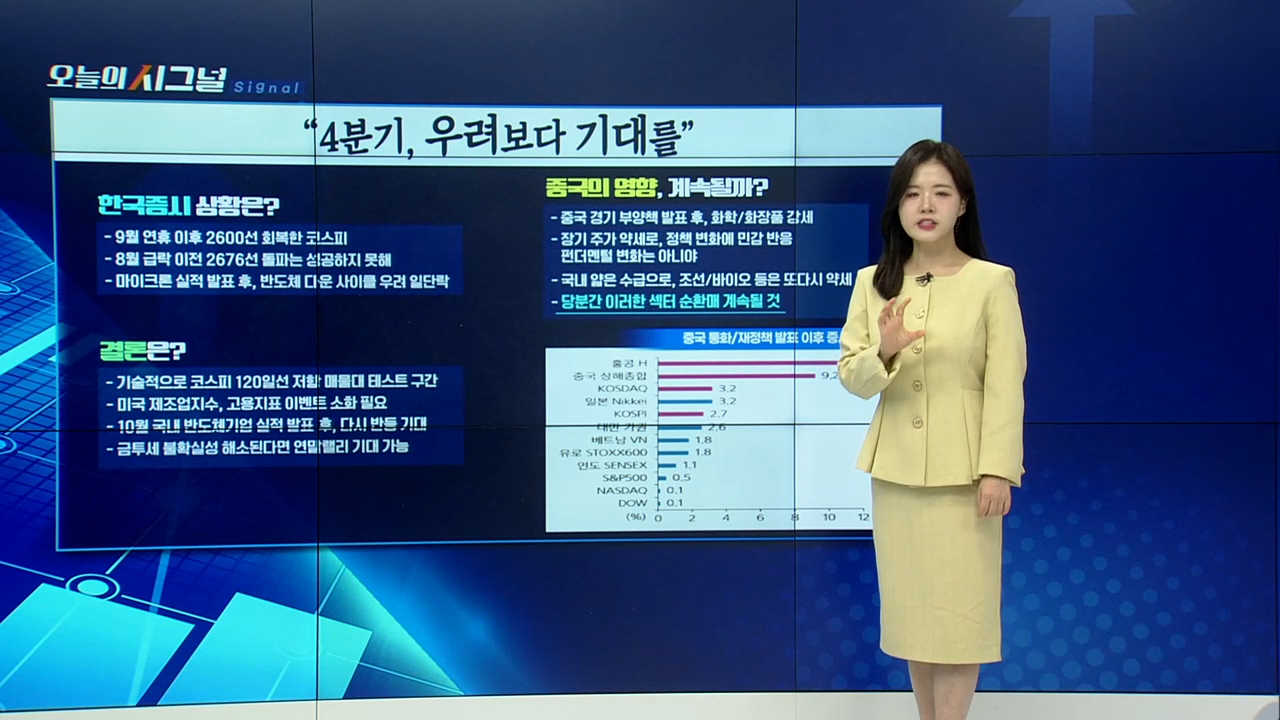 오늘의 시그널 Signal
“4분기, 우려보다 기대를”
한국증시 상황은?
- 9월 연휴 이후 2600선 회복한 코스피
- 8월 급락 이전 2676선 돌파는 성공하지 못해
- 마이크론 실적 발표 후, 반도체 다운 사이클 우려 일단락
결론은?
- 기술적으로 코스피 120일선 저항 매물대 테스트 구간
- 미국 제조업지수, 고용지표 이벤트 소화 필요
- 10월 국내 반도체기업 실적 발표 후, 다시 반등 기대
- 금투세 불확실성 해소된다면 연말랠리 기대 가능
중국의 영향, 계속될까?
- 중국 경기 부양책 발표 후, 화학/화장품 강세
- 장기 주가 약세로, 정책 변화에 민감 반응
펀더멘털 변화는 아니야
- 국내 얇은 수급으로, 조선/바이오 등은 또다시 약세
- 당분간 이러한 섹터 순환매 계속될 것
중국 통화/재정책 발표 이후 증
홍콩 H
중국 상해종합 9,2
KOSDAQ 3,2
일본 Nikkei 3,2
KOSPI 2,7
대만 가권 2,6
베트남 VN 1,8
유로 STOXX600 1,8
인도 SENSEX 1,1
S&P500 0,5
NASDAQ 0,1
DOW 0,1
(%) 0 2 4 6 8 10 12